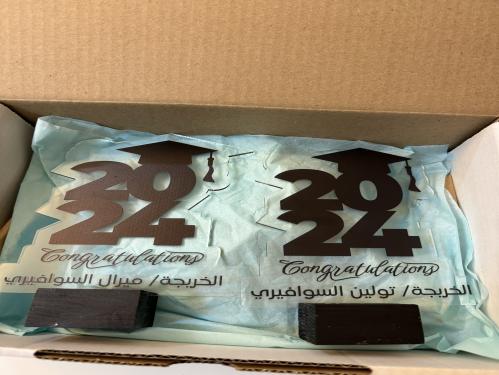 2024
Congratulations
الخريجة/ ميرال السوافيري
2024
Congratulations
الخريجة/ تولين السوافيري